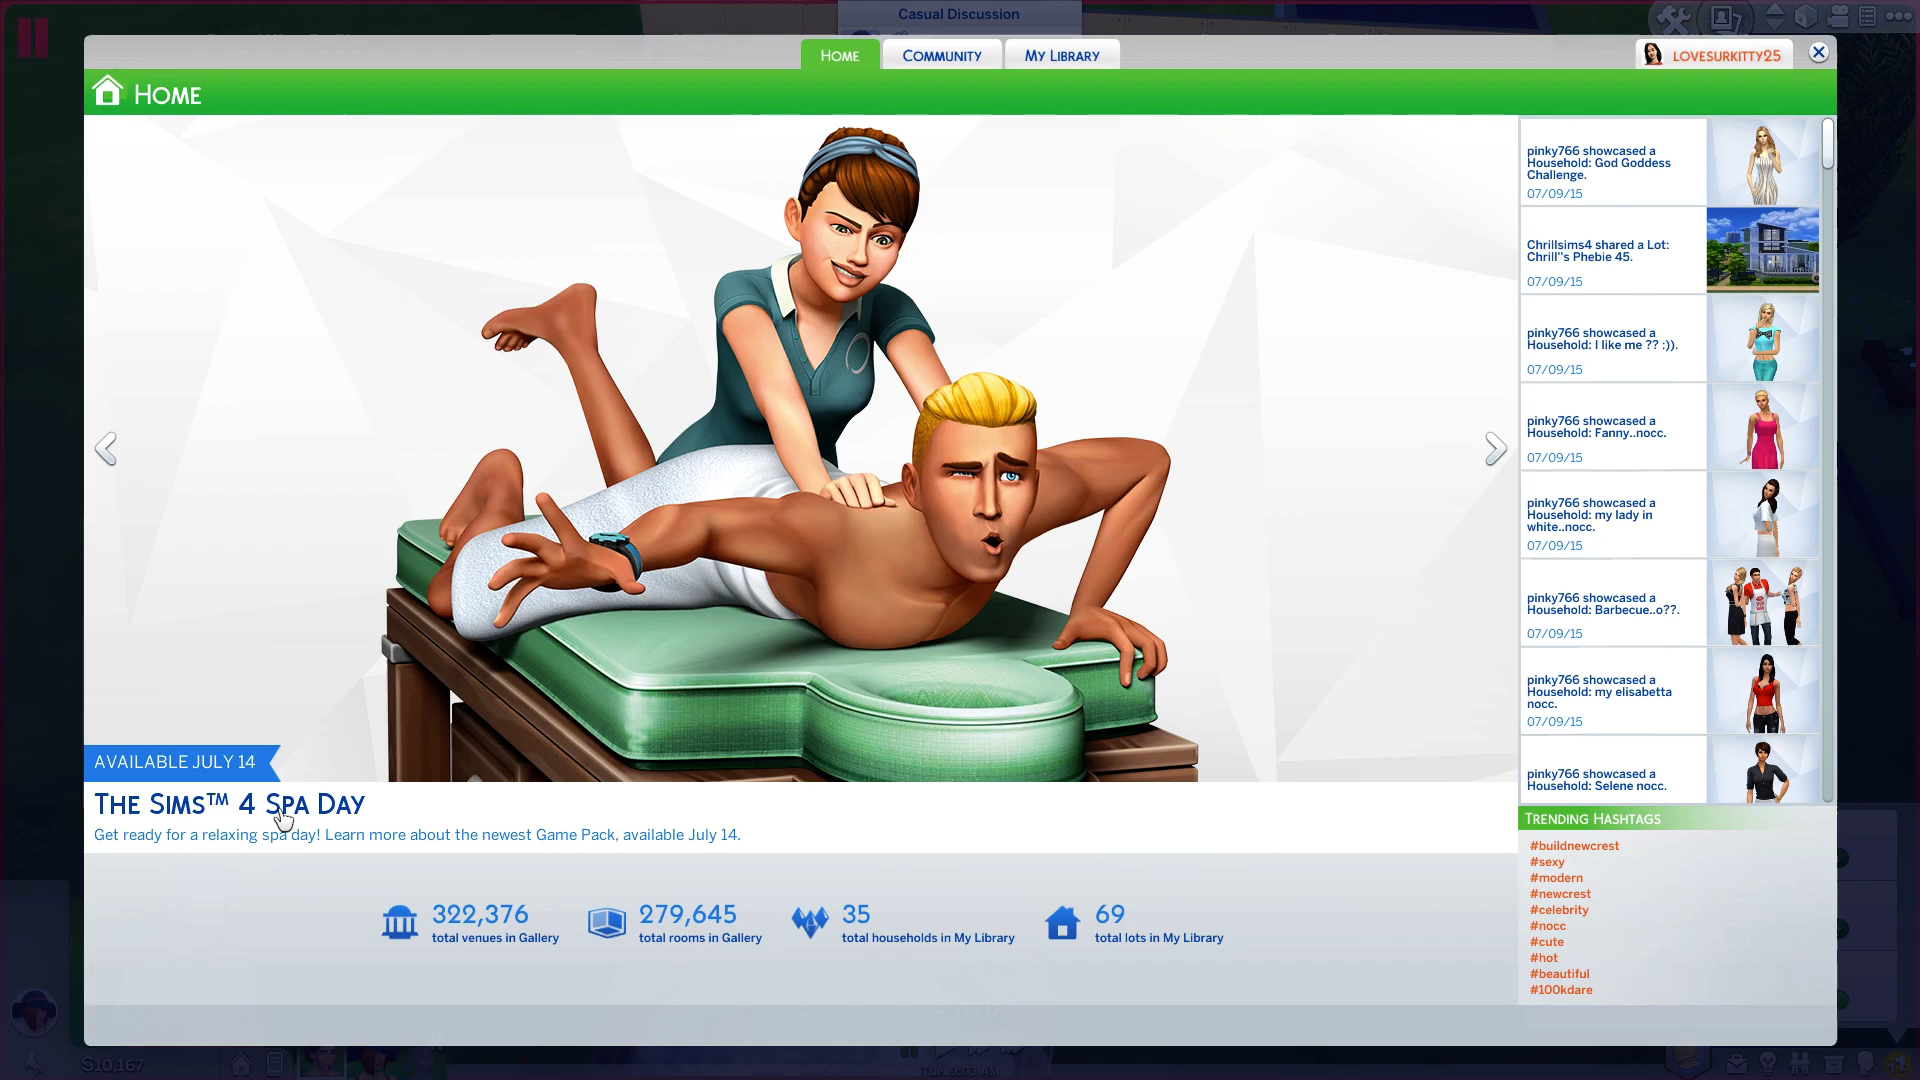 Casual Discussion
Home
Community
My Library
LOVESURKITTY25
Home
pinky766 showcased a
Household: God Goddess
Challenge.
07/09/15
Chrillsims4 shared a Lot:
Chrill''s Phebie 45.
07/09/15
pinky766 showcased a
Household: I like me ?? :)).
07/09/15
pinky766 showcased a
Household: Fanny..nocc.
07/09/15
pinky766 showcased a
Household: my lady in
white..nocc.
07/09/15
pinky766 showcased a
Household: Barbecue..o??.
07/09/15
pinky766 showcased a
Household: my elisabetta
nocc.
07/09/15
pinky766 showcased a
Household: Selene nocc.
AVAILABLE JULY 14
The Sims™ 4 Spa Day
Get ready for a relaxing spa day! Learn more about the newest Game Pack, available July 14.
322,376
total venues in Gallery
279,645
total rooms in Gallery
35
total households in My Library
69
total lots in My Library
Trending Hashtags
#buildnewcrest
#sexy
#modern
#newcrest
#celebrity
#nocc
#cute
#hot
#beautiful
#100kdare
§10,167
Tue. 9:03 AM